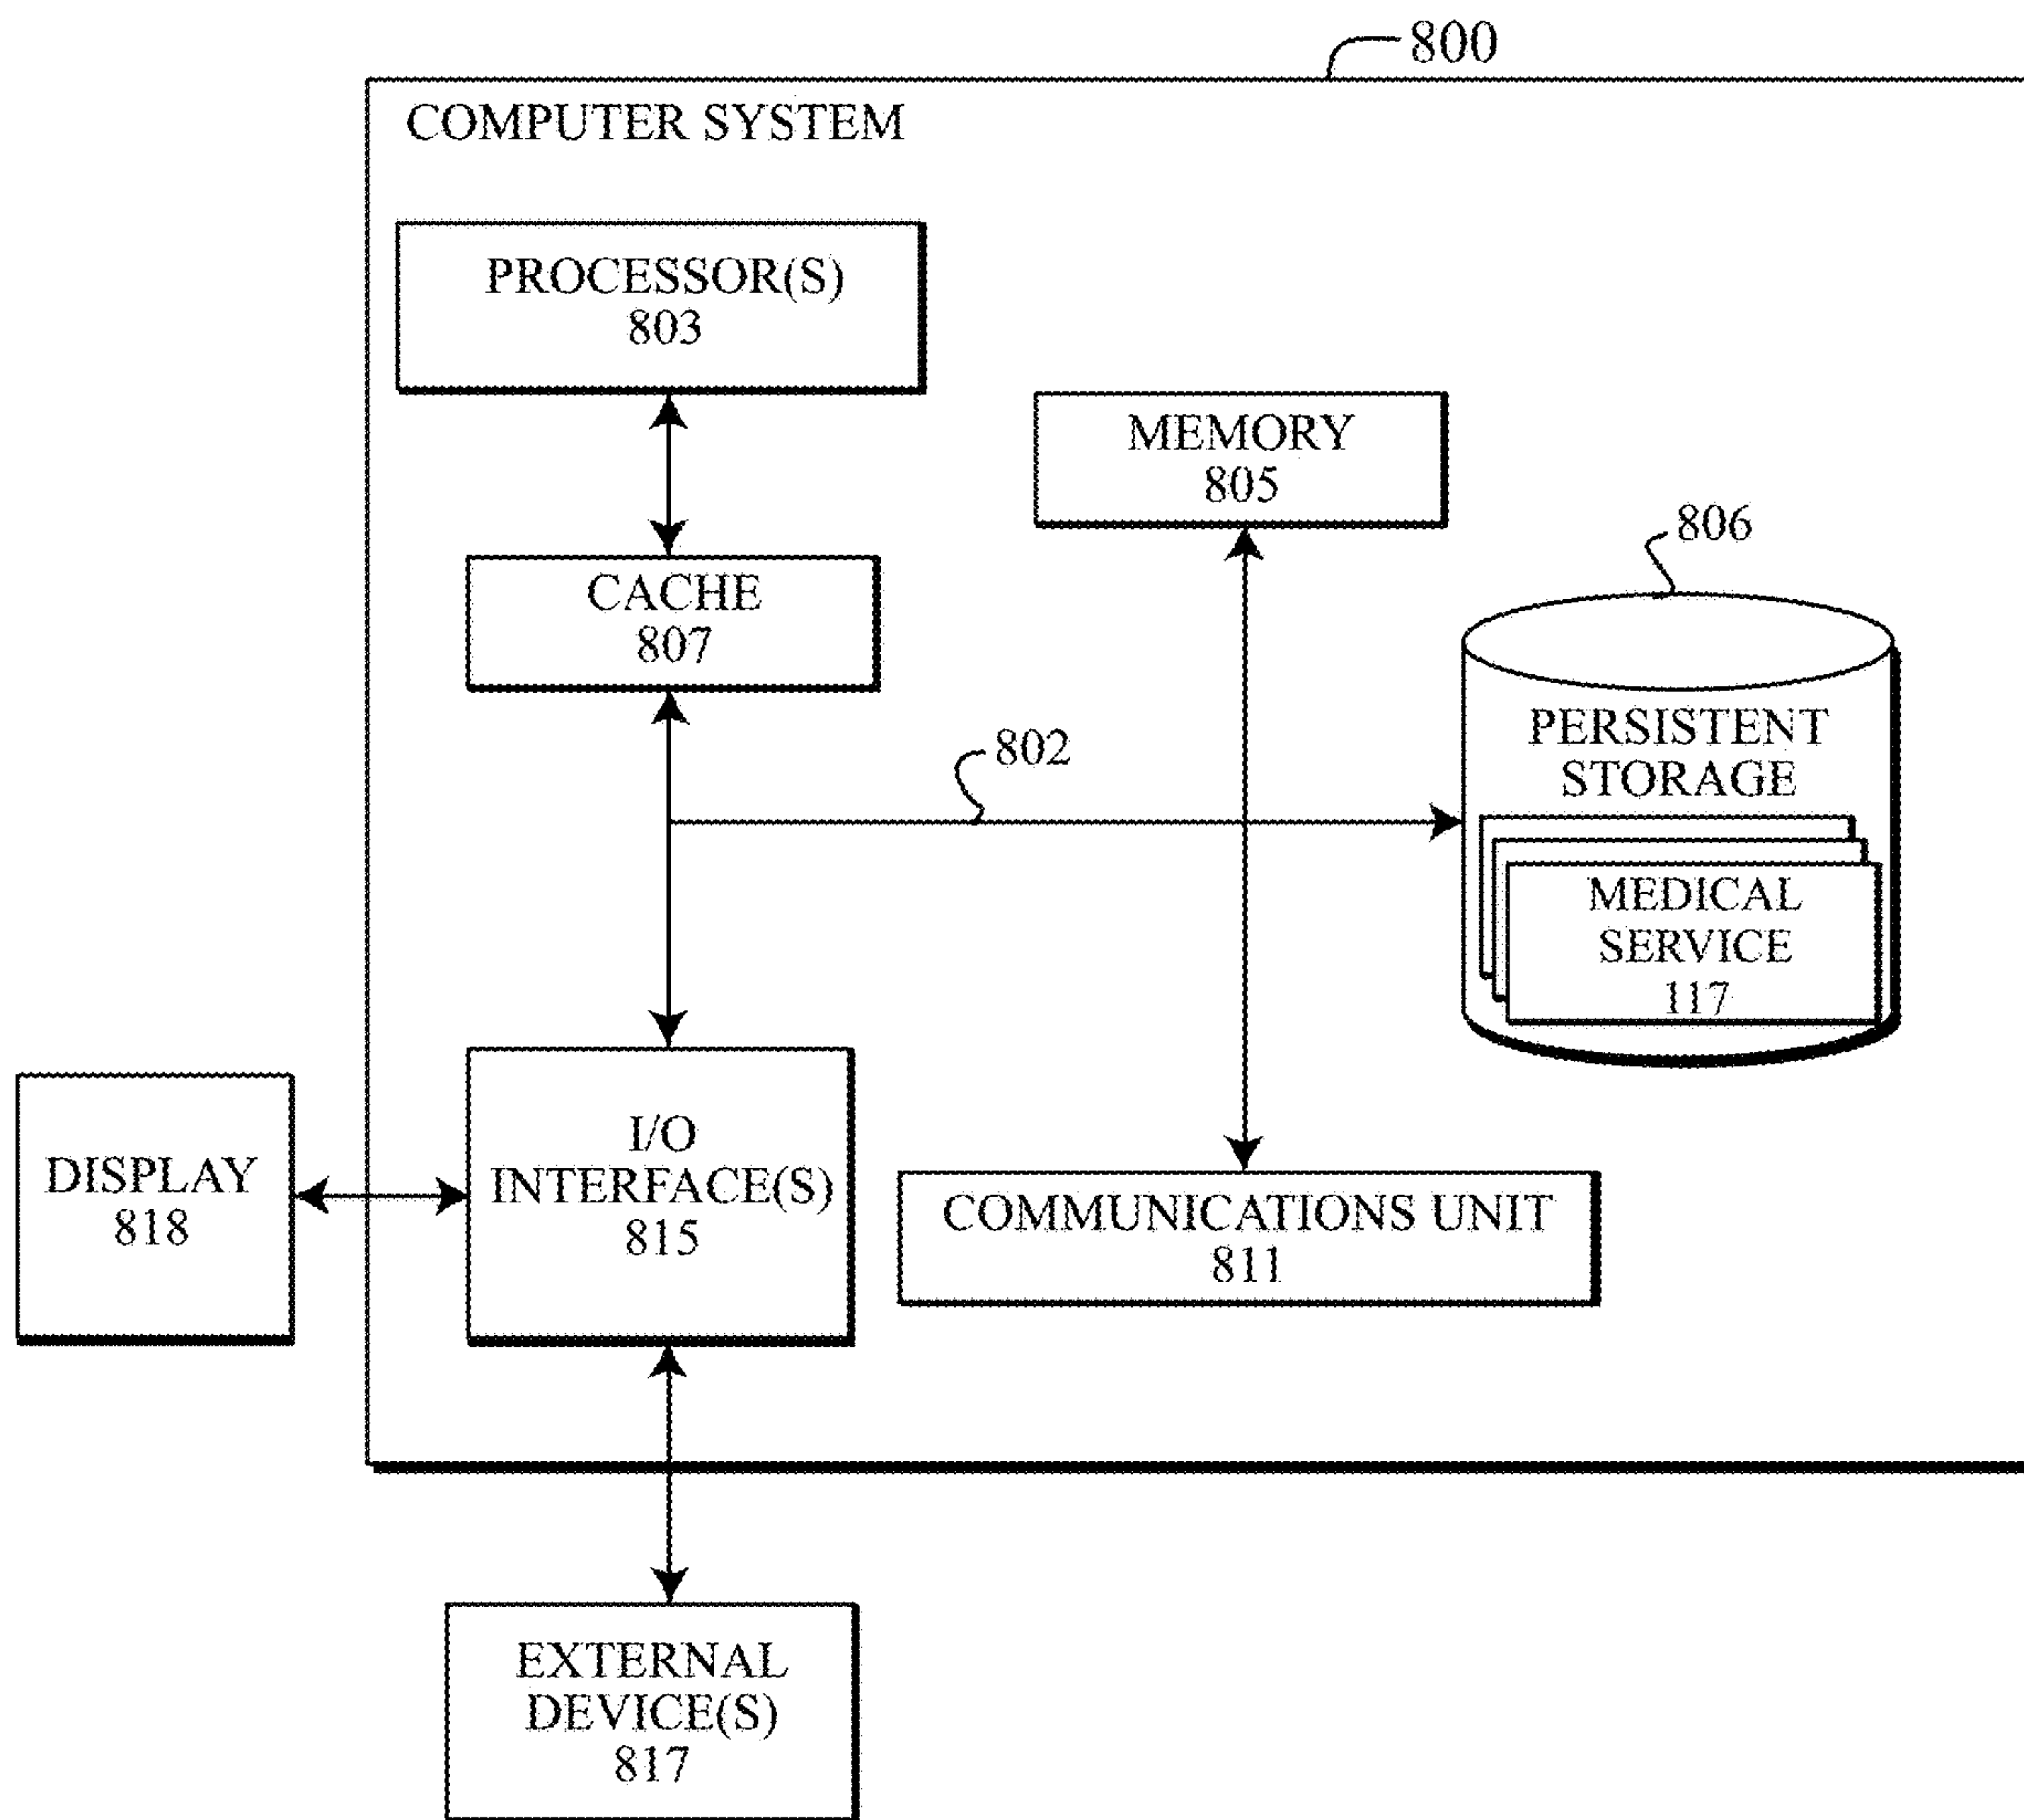 800
COMPUTER SYSTEM
PROCESSOR(S)
803
MEMORY
805
806
CACHE
807
802
PERSISTENT
STORAGE
MEDICAL
SERVICE
117
DISPLAY
818
I/O
INTERFACE(S)
815
COMMUNICATIONS UNIT
811
EXTERNAL
DEVICE(S)
817